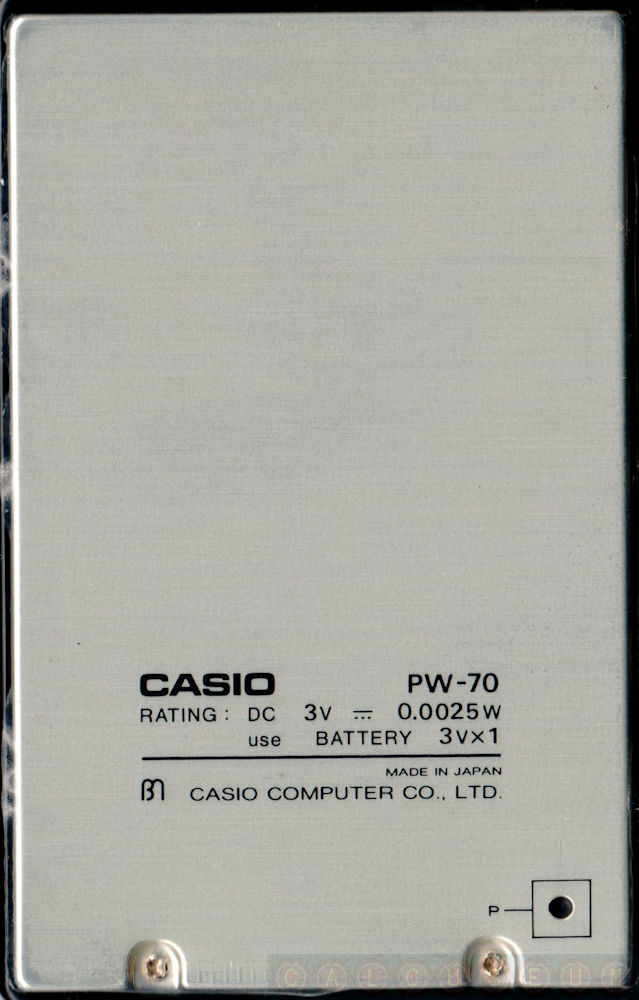 CASIO PW-70
RATING : DC 3V ⎓ 0.0025W
use BATTERY 3V×1
MADE IN JAPAN
CASIO COMPUTER CO., LTD.
P
CALCUSEUM